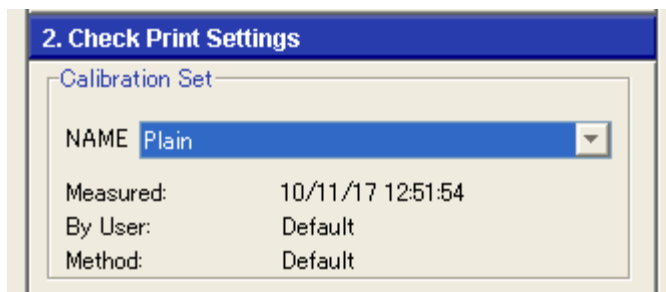 2. Check Print Settings
Calibration Set
NAME Plain
Measured: 10/11/17 12:51:54
By User: Default
Method: Default